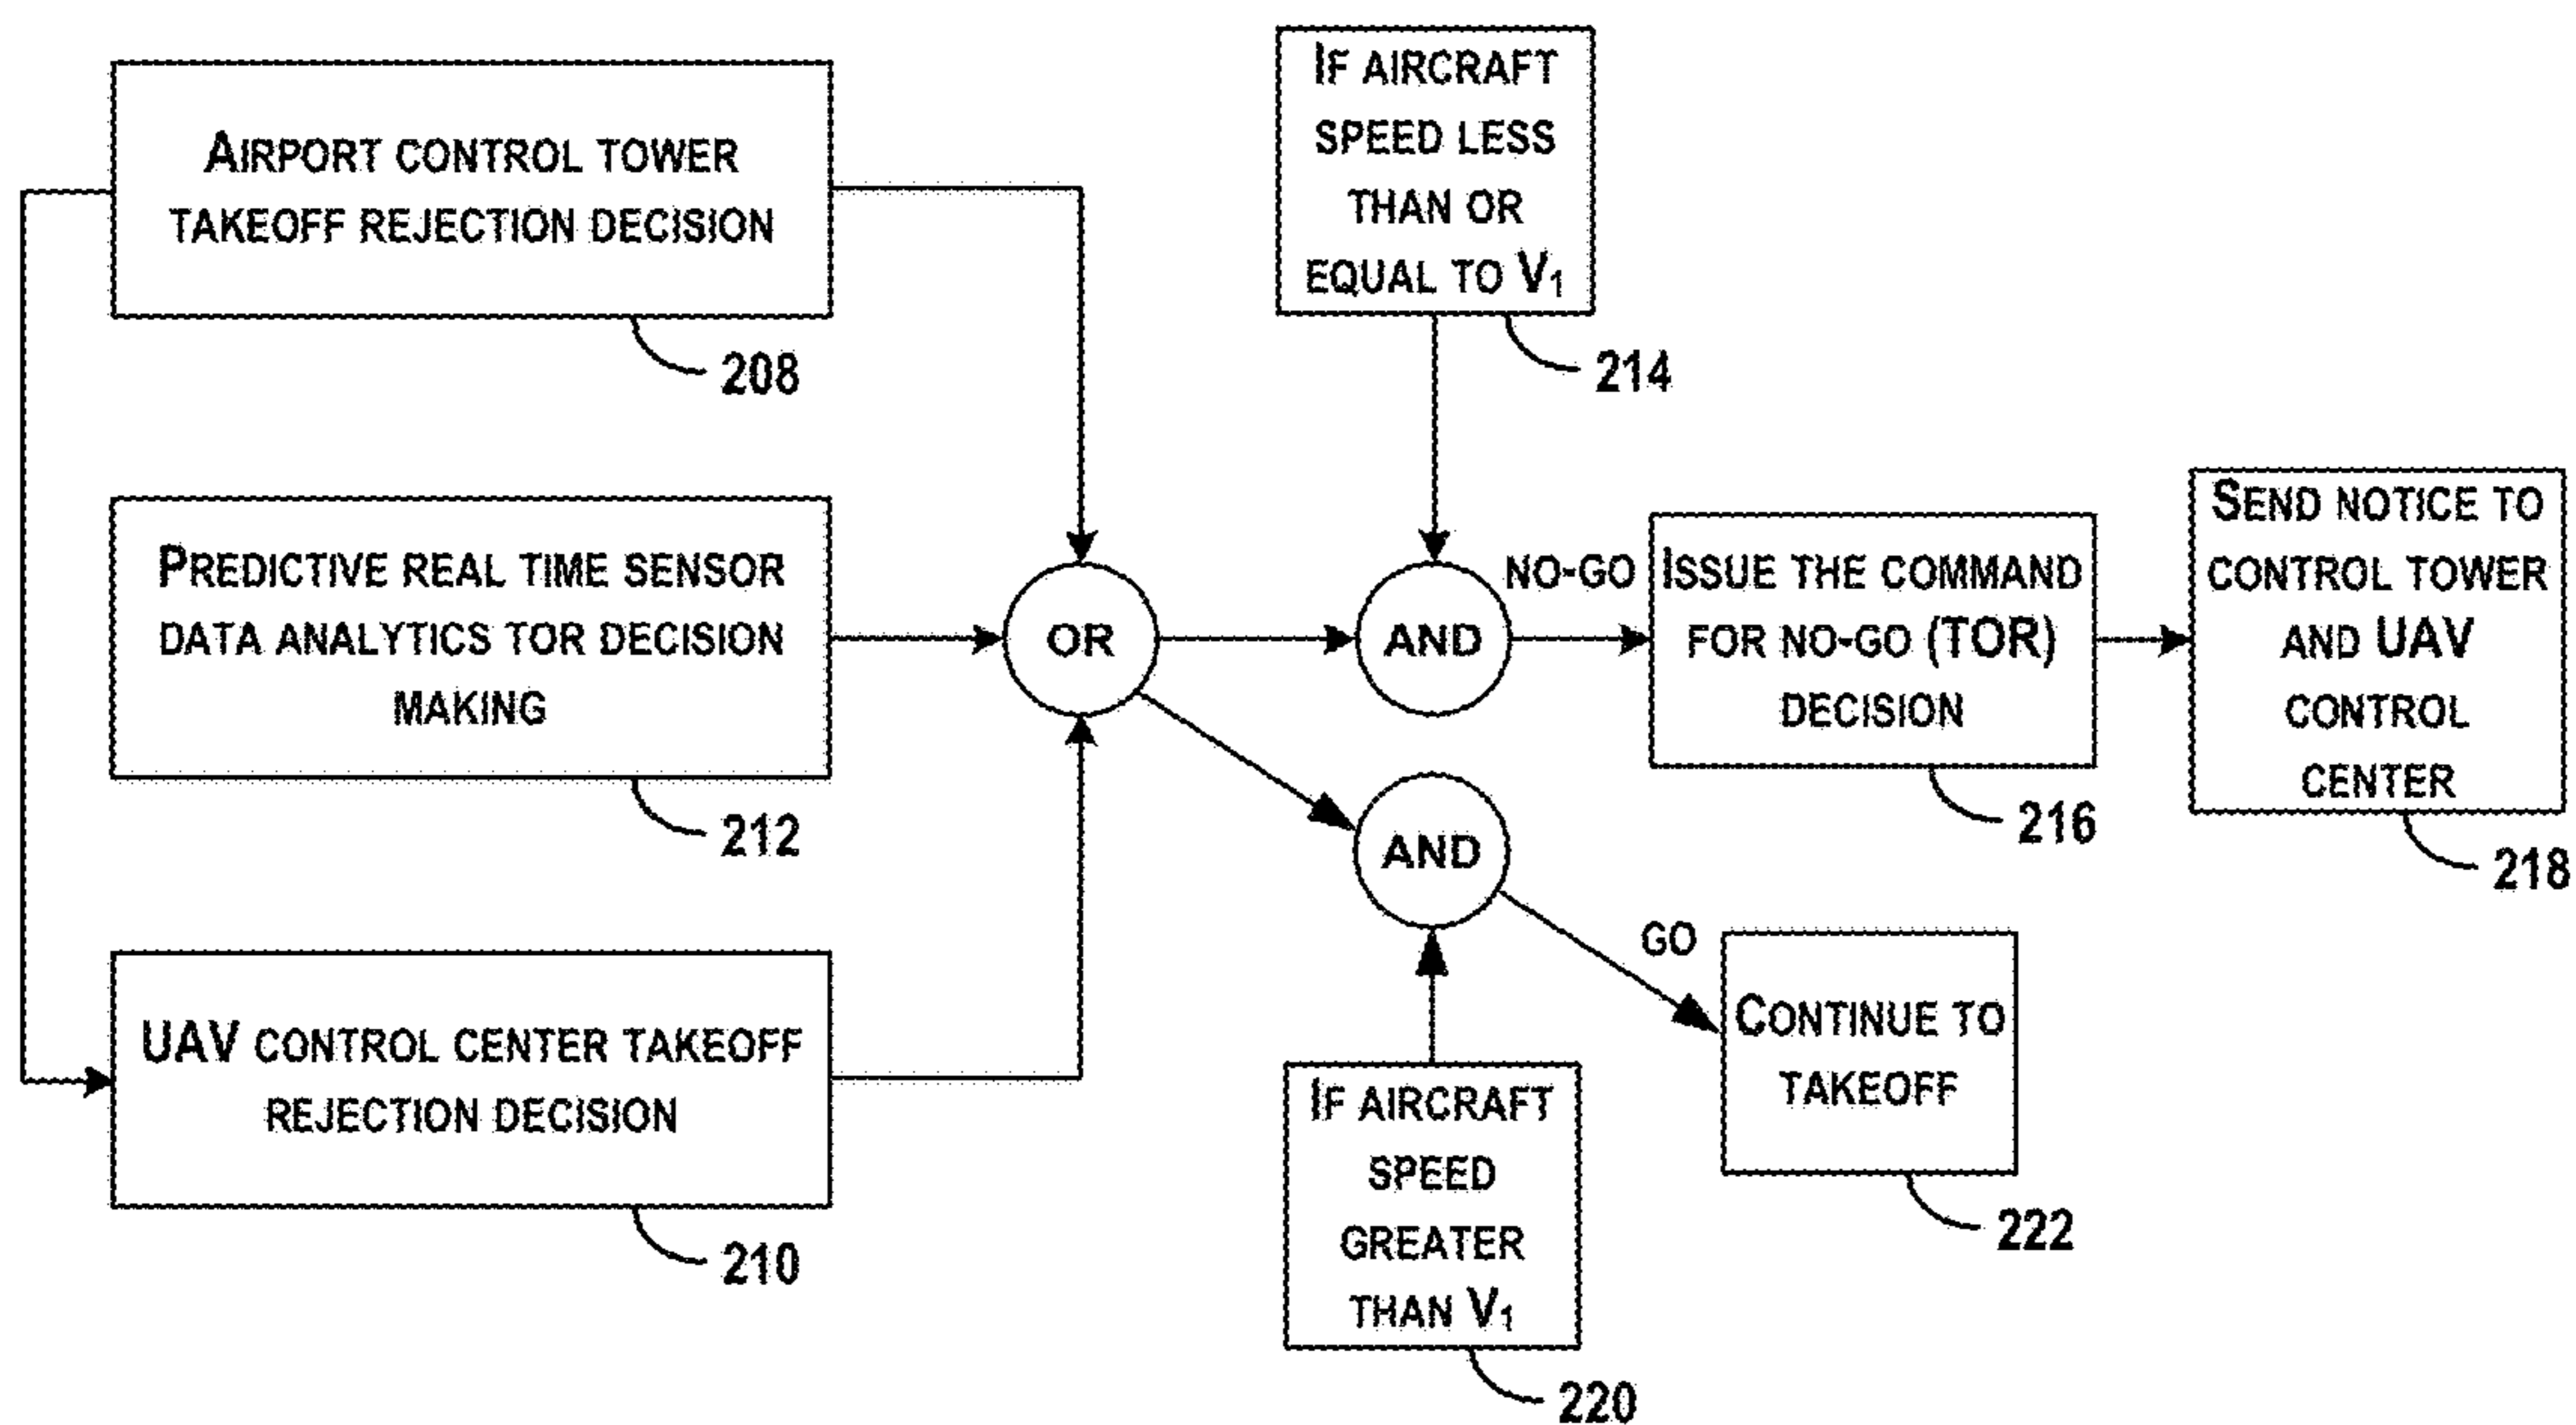 AIRPORT CONTROL TOWER
TAKEOFF REJECTION DECISION
208
PREDICTIVE REAL TIME SENSOR
DATA ANALYTICS TOR DECISION
MAKING
212
UAV CONTROL CENTER TAKEOFF
REJECTION DECISION
210
OR
IF AIRCRAFT
SPEED LESS
THAN OR
EQUAL TO V1
214
AND
NO-GO
ISSUE THE COMMAND
FOR NO-GO (TOR)
DECISION
216
SEND NOTICE TO
CONTROL TOWER
AND UAV
CONTROL
CENTER
218
AND
GO
IF AIRCRAFT
SPEED
GREATER
THAN V1
220
CONTINUE TO
TAKEOFF
222